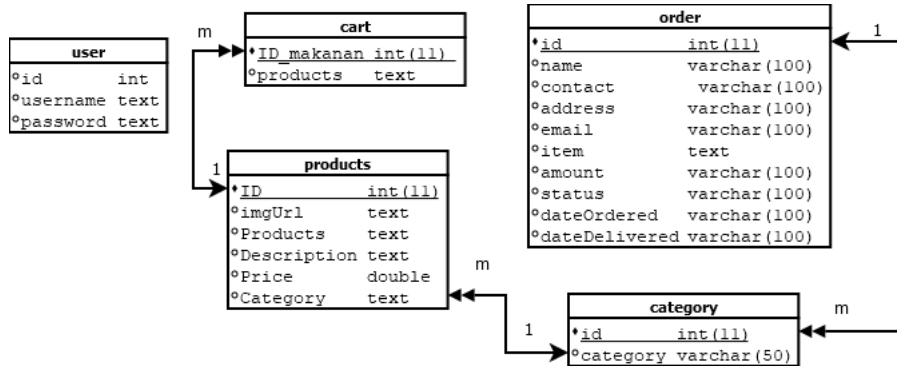 user
id int
username text
password text
m
cart
ID_makanan int(11)
products text
order
id int(11)
name varchar(100)
contact varchar(100)
address varchar(100)
email varchar(100)
item text
amount varchar(100)
status varchar(100)
dateOrdered varchar(100)
dateDelivered varchar(100)
1
1
products
ID int(11)
imgUrl text
Products text
Description text
Price double
Category text
m
1
category
id int(11)
category varchar(50)
m